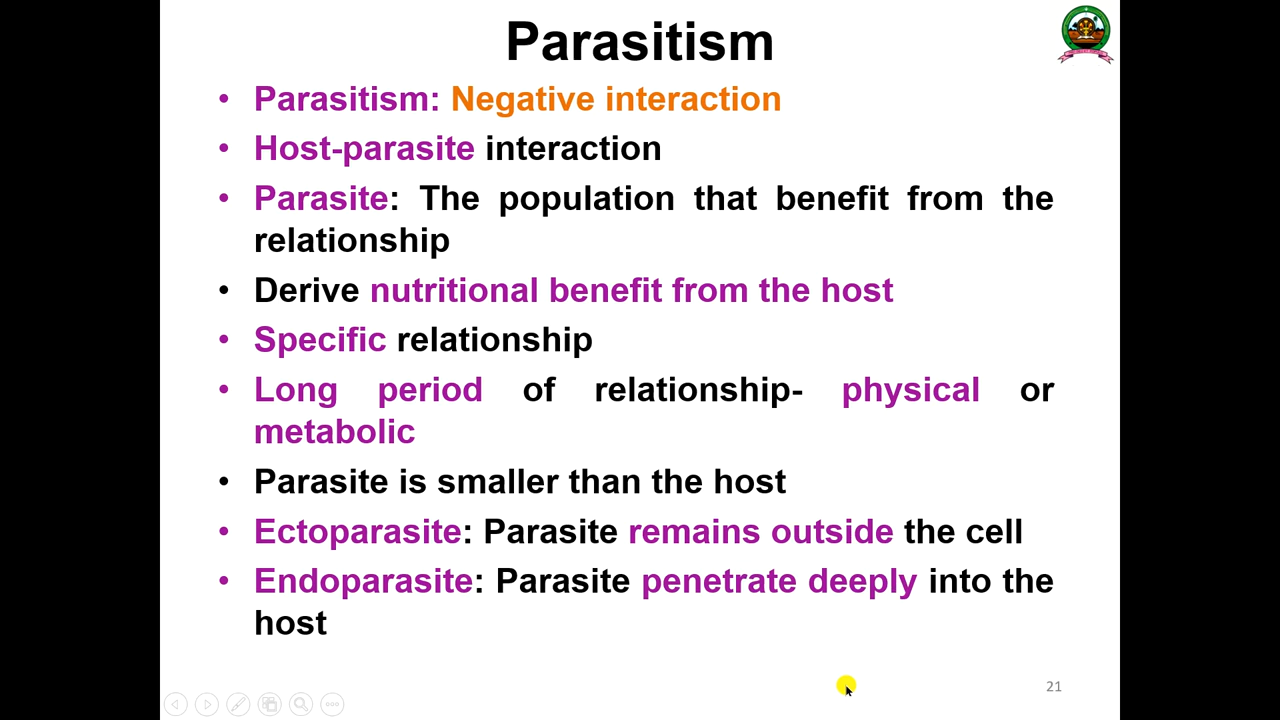 Parasitism
• Parasitism: Negative interaction
• Host-parasite interaction
• Parasite: The population that benefit from the
relationship
• Derive nutritional benefit from the host
• Specific relationship
• Long period of relationship- physical or
metabolic
• Parasite is smaller than the host
• Ectoparasite: Parasite remains outside the cell
• Endoparasite: Parasite penetrate deeply into the
host
21